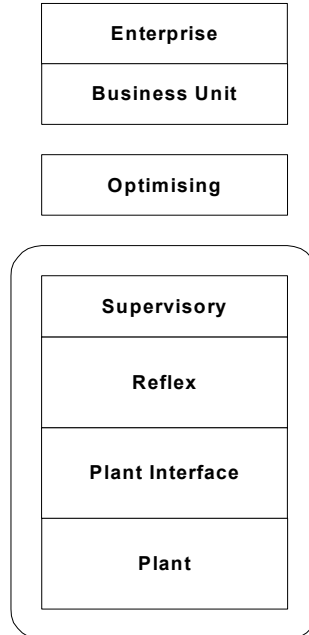 Enterprise
Business Unit
Optimising
Supervisory
Reflex
Plant Interface
Plant